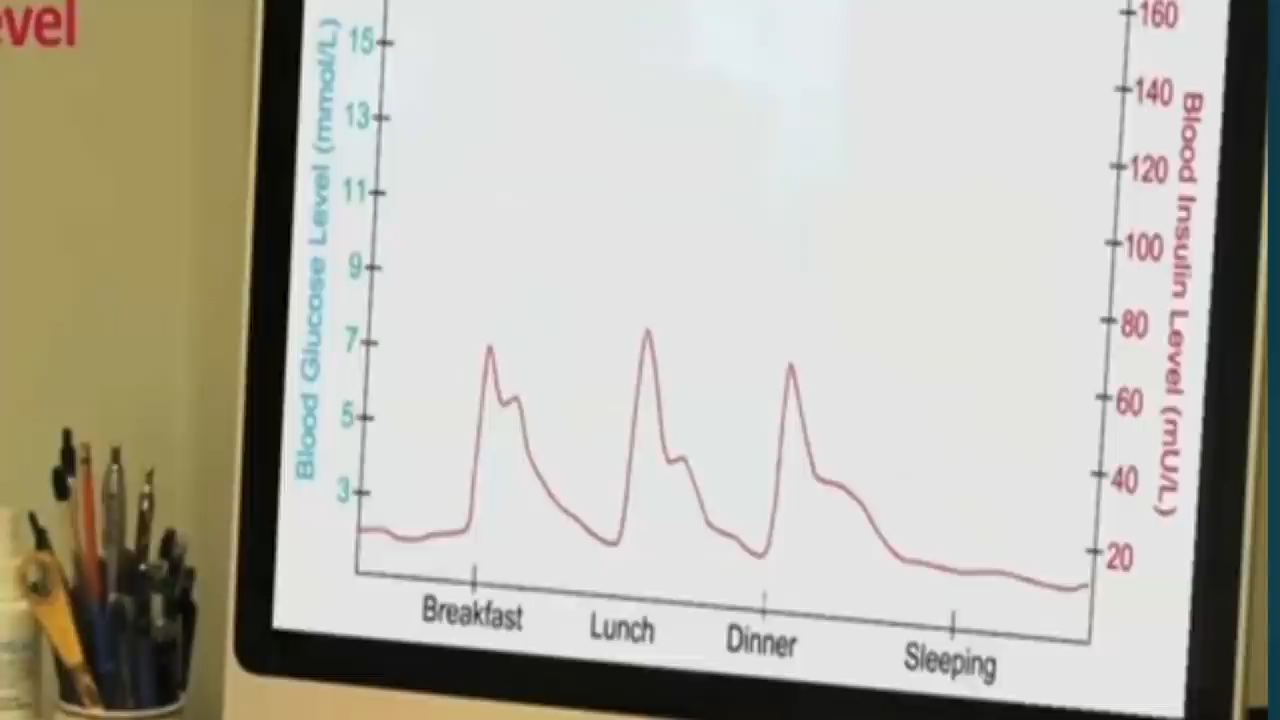 evel
Blood Glucose Level (mmol/L)
15
13
11
9
7
5
3
160
140
120
100
80
60
40
20
Blood Insulin Level (mU/L)
Breakfast
Lunch
Dinner
Sleeping